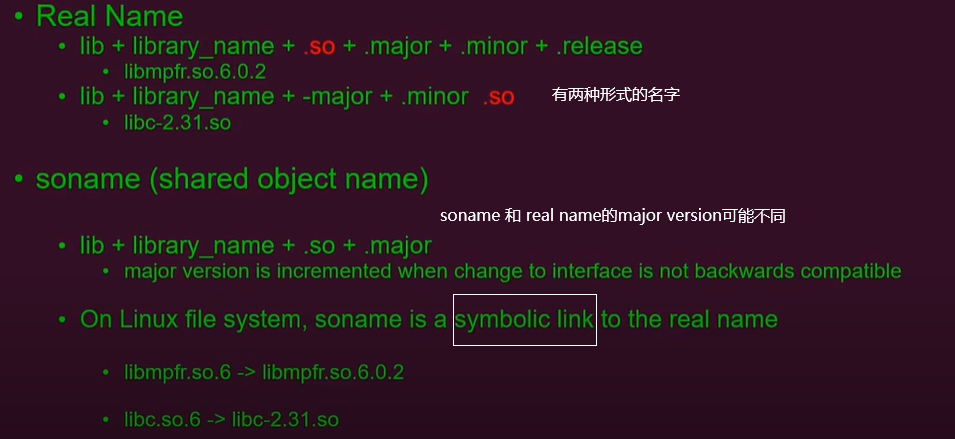 • Real Name
• lib + library_name + .so + .major + .minor + .release
• libmpfr.so.6.0.2
• lib + library_name + -major + .minor .so 有两种形式的名字
• libc-2.31.so
• soname (shared object name)
soname 和 real name的major version可能不同
• lib + library_name + .so + .major
• major version is incremented when change to interface is not backwards compatible
• On Linux file system, soname is a symbolic link to the real name
• libmpfr.so.6 -> libmpfr.so.6.0.2
• libc.so.6 -> libc-2.31.so